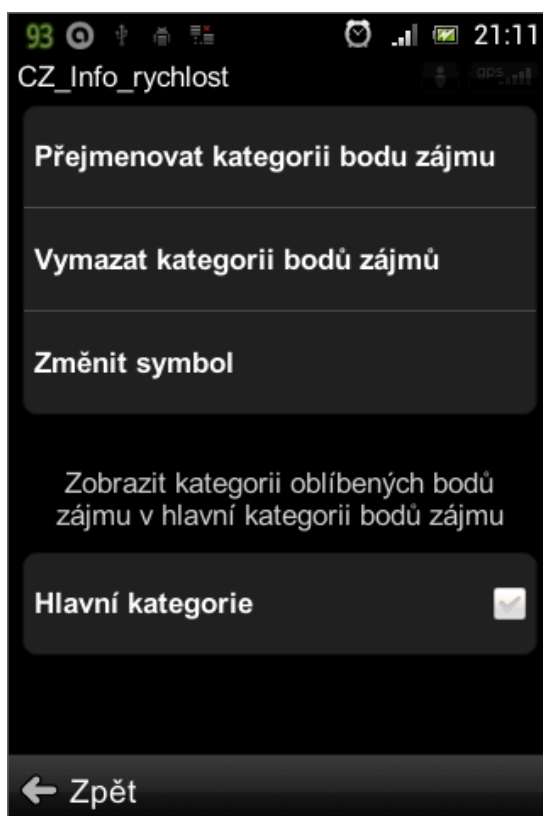 93 21:11
CZ_Info_rychlost gps
Přejmenovat kategorii bodu zájmu
Vymazat kategorii bodů zájmů
Změnit symbol
Zobrazit kategorii oblíbených bodů
zájmu v hlavní kategorii bodů zájmu
Hlavní kategorie
Zpět